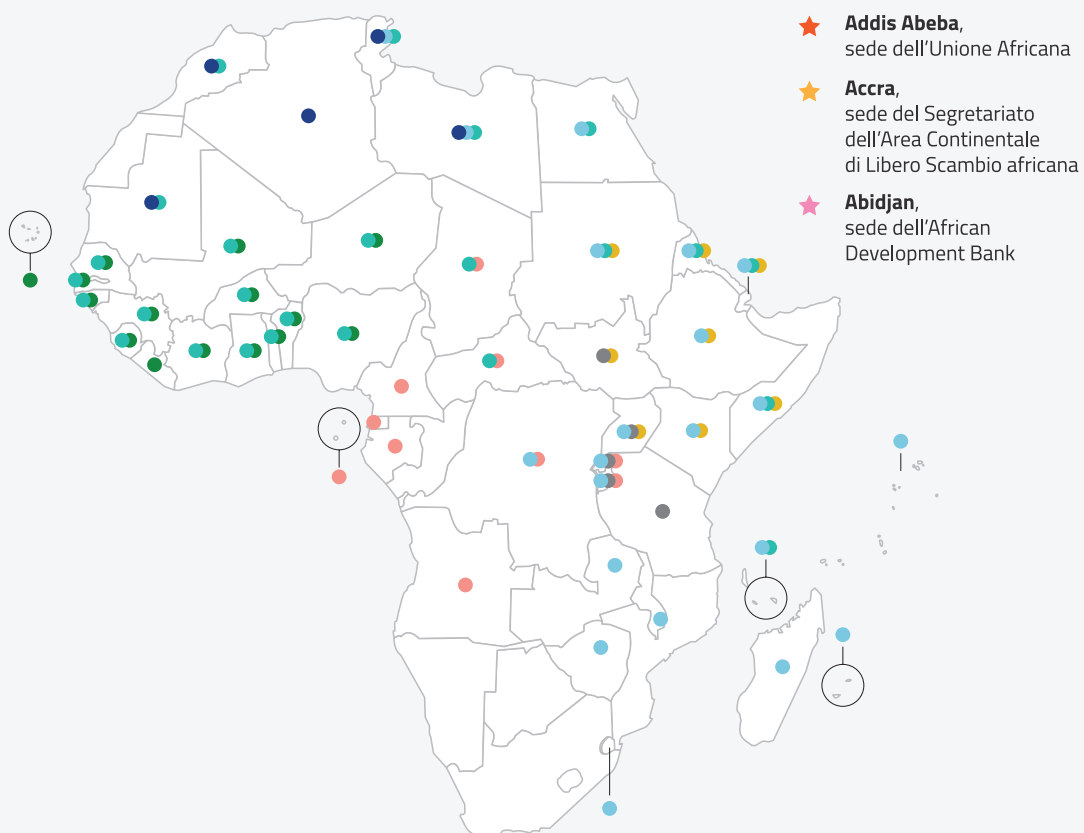 Addis Abeba,
sede dell'Unione Africana
Accra,
sede del Segretariato
dell'Area Continentale
di Libero Scambio africana
Abidjan,
sede dell'African
Development Bank